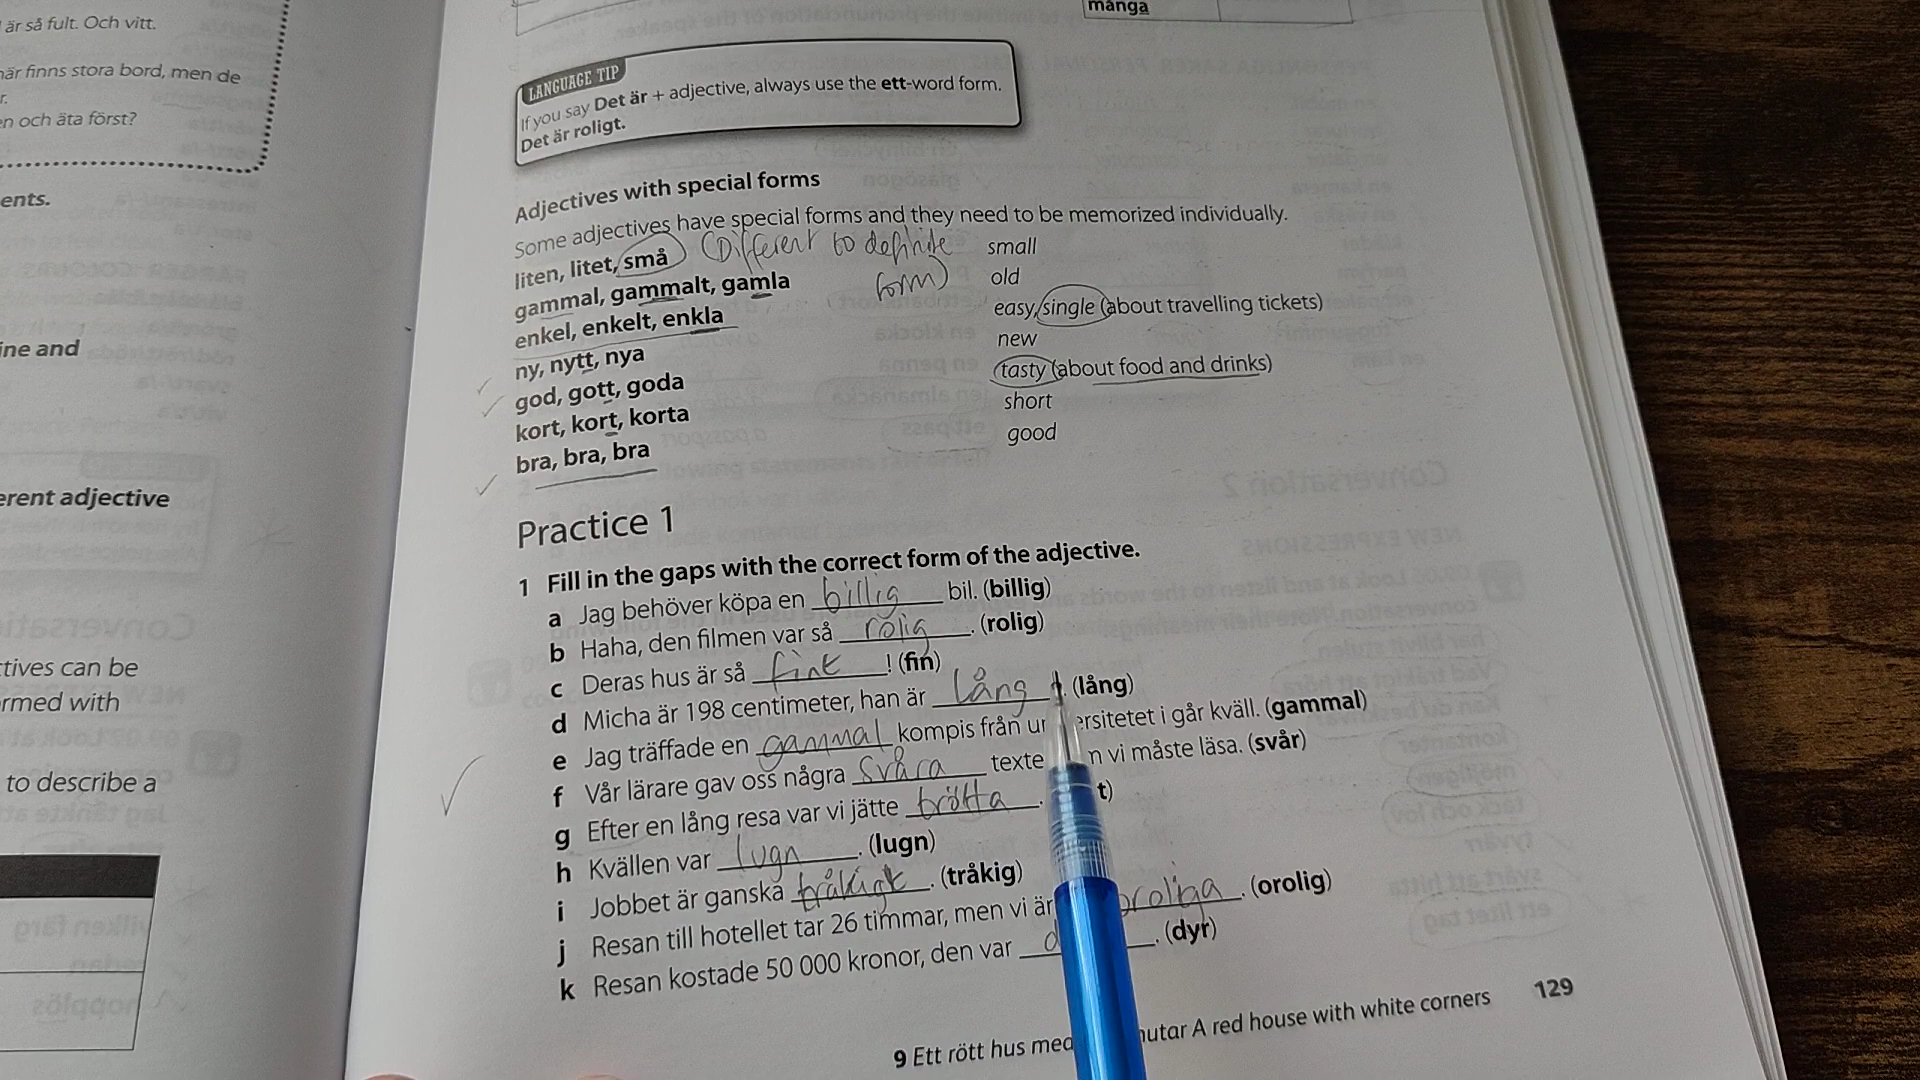 är så fult. Och vitt.
när finns stora bord, men de
r.
en och äta först?
ents.
ine and
erent adjective
tives can be
rmed with
to describe a
många
LANGUAGE TIP
If you say Det är + adjective, always use the ett-word form.
Det är roligt.
Adjectives with special forms
Some adjectives have special forms and they need to be memorized individually.
liten, litet, små (Different to definite form) small
gammal, gammalt, gamla old
enkel, enkelt, enkla easy, single (about travelling tickets)
ny, nytt, nya new
god, gott, goda tasty (about food and drinks)
kort, kort, korta short
bra, bra, bra good
Practice 1
1 Fill in the gaps with the correct form of the adjective.
a Jag behöver köpa en billig bil. (billig)
b Haha, den filmen var så rolig. (rolig)
c Deras hus är så fint! (fin)
d Micha är 198 centimeter, han är lång. (lång)
e Jag träffade en gammal kompis från un ersitetet i går kväll. (gammal)
f Vår lärare gav oss några svåra texte m vi måste läsa. (svår)
g Efter en lång resa var vi jätte trötta. t)
h Kvällen var lugn. (lugn)
i Jobbet är ganska tråkigt. (tråkig)
j Resan till hotellet tar 26 timmar, men vi är oroliga. (orolig)
k Resan kostade 50 000 kronor, den var d . (dyr)
9 Ett rött hus med nutar A red house with white corners 129